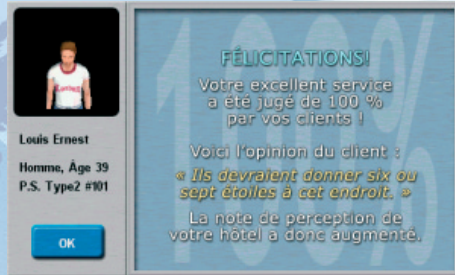 FÉLICITATIONS!
Votre excellent service
a été jugé de 100 %
par vos clients !
Voici l'opinion du client :
« Ils devraient donner six ou
sept étoiles à cet endroit. »
La note de perception de
votre hôtel a donc augmenté.
Louis Ernest
Homme, Âge 39
P.S. Type2 #101
OK
100%